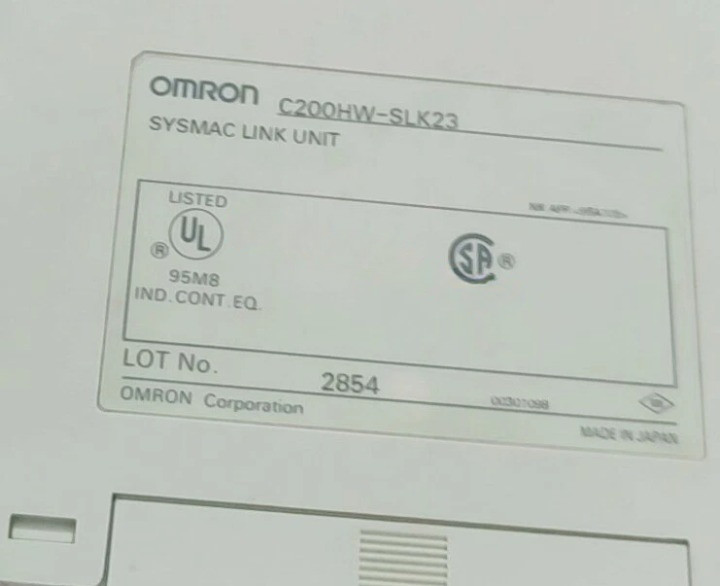 OMRON C200HW-SLK23
SYSMAC LINK UNIT
LISTED
UL
®
95M8
IND.CONT.EQ.
SA ®
LOT No. 2854
OMRON Corporation
MADE IN JAPAN